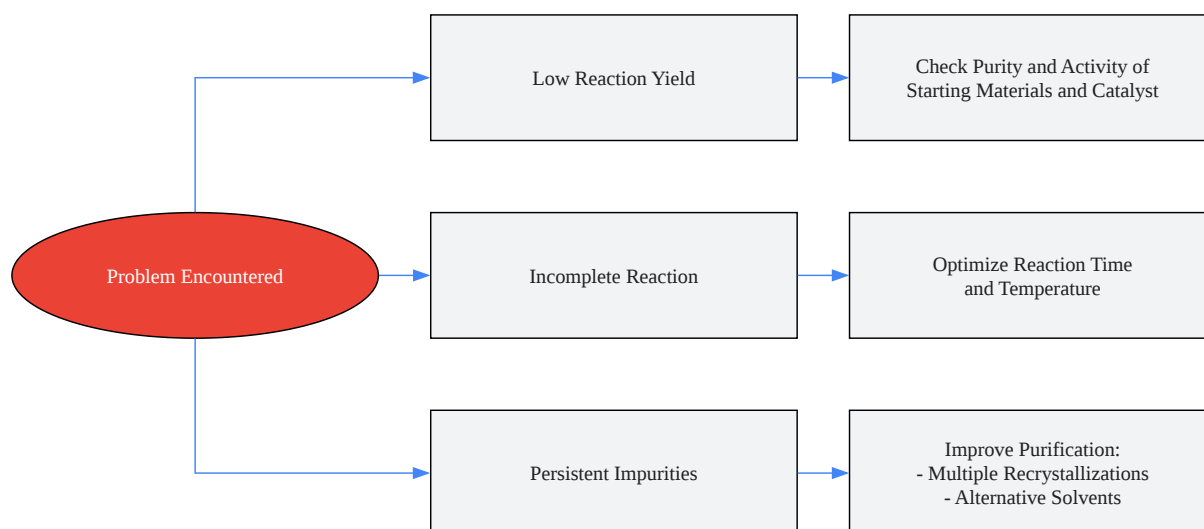 Low Reaction Yield
Check Purity and Activity of
Starting Materials and Catalyst
Problem Encountered
Incomplete Reaction
Optimize Reaction Time
and Temperature
Persistent Impurities
Improve Purification:
- Multiple Recrystallizations
- Alternative Solvents